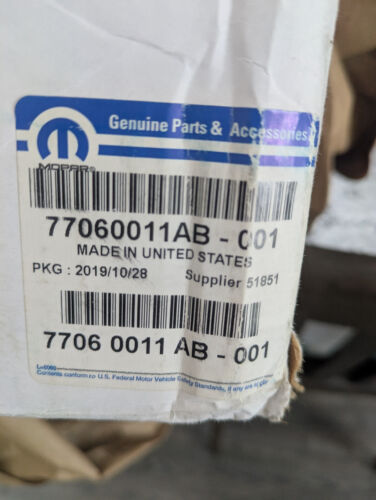 Genuine Parts & Accessories
MOPAR®
77060011AB - 001
MADE IN UNITED STATES
PKG : 2019/10/28 Supplier 51851
7706 0011 AB - 001
Contents conform to U.S. Federal Motor Vehicle Safety Standards, if any are